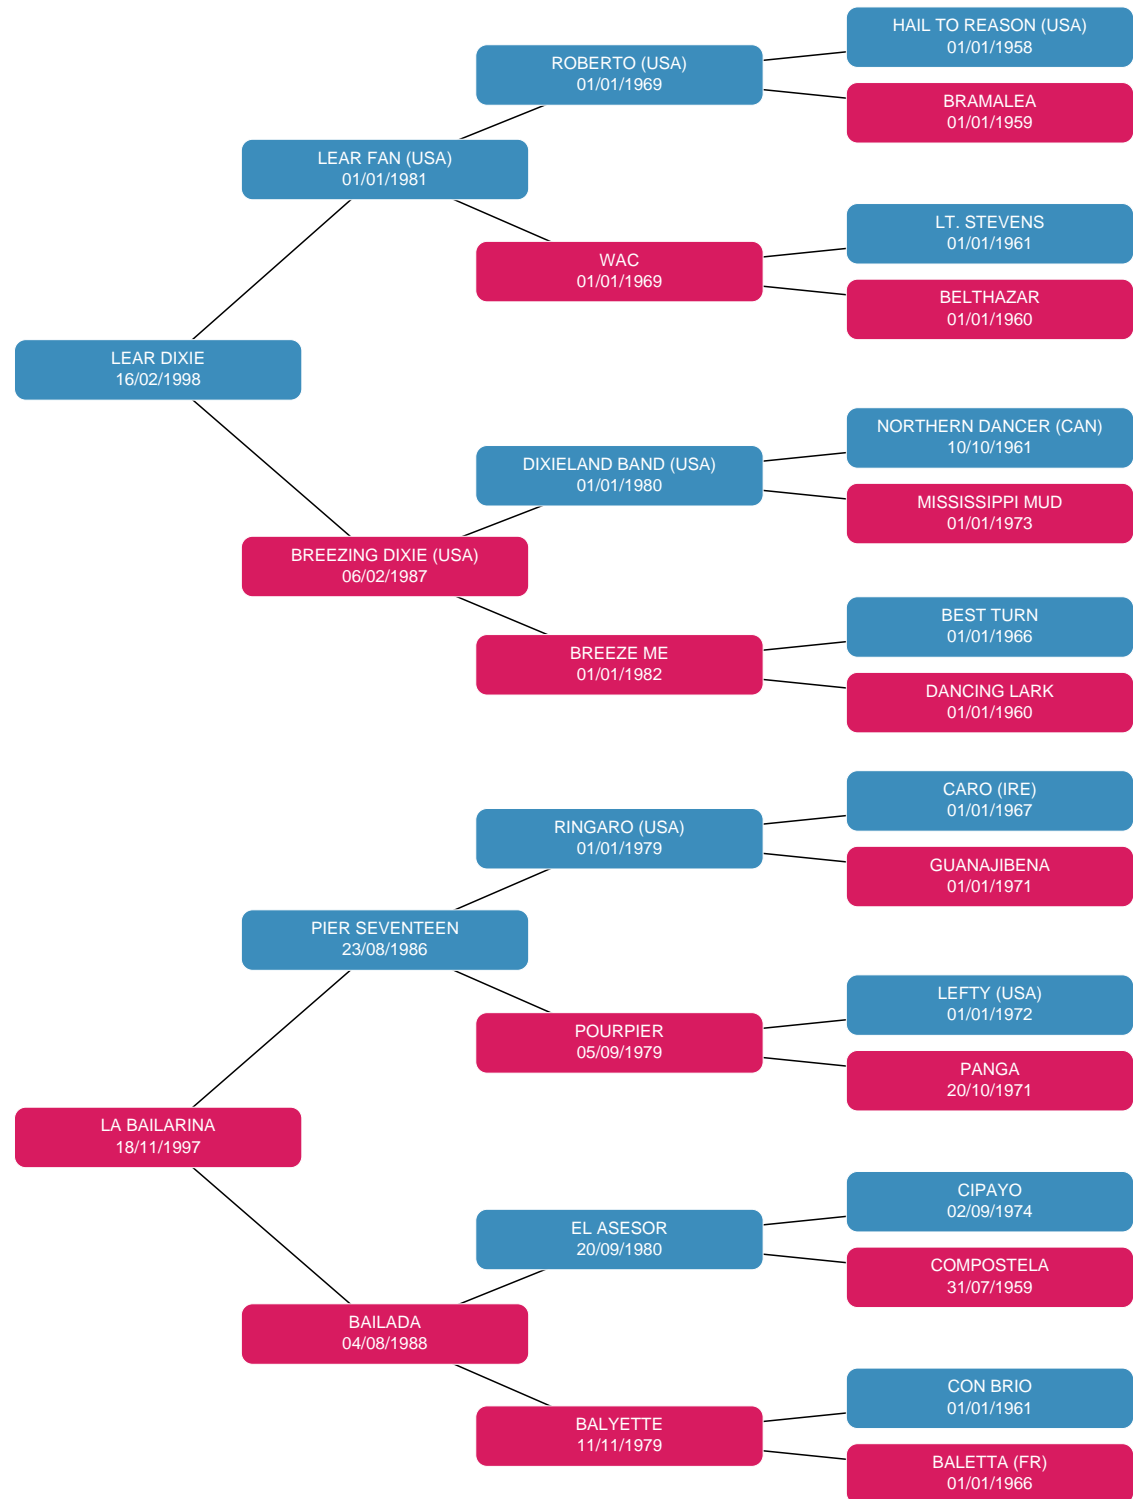 HAIL TO REASON (USA)
01/01/1958
ROBERTO (USA)
01/01/1969
BRAMALEA
01/01/1959
LEAR FAN (USA)
01/01/1981
LT. STEVENS
01/01/1961
WAC
01/01/1969
BELTHAZAR
01/01/1960
LEAR DIXIE
16/02/1998
NORTHERN DANCER (CAN)
10/10/1961
DIXIELAND BAND (USA)
01/01/1980
MISSISSIPPI MUD
01/01/1973
BREEZING DIXIE (USA)
06/02/1987
BEST TURN
01/01/1966
BREEZE ME
01/01/1982
DANCING LARK
01/01/1960
CARO (IRE)
01/01/1967
RINGARO (USA)
01/01/1979
GUANAJIBENA
01/01/1971
PIER SEVENTEEN
23/08/1986
LEFTY (USA)
01/01/1972
POURPIER
05/09/1979
PANGA
20/10/1971
LA BAILARINA
18/11/1997
CIPAYO
02/09/1974
EL ASESOR
20/09/1980
COMPOSTELA
31/07/1959
BAILADA
04/08/1988
CON BRIO
01/01/1961
BALYETTE
11/11/1979
BALETTA (FR)
01/01/1966